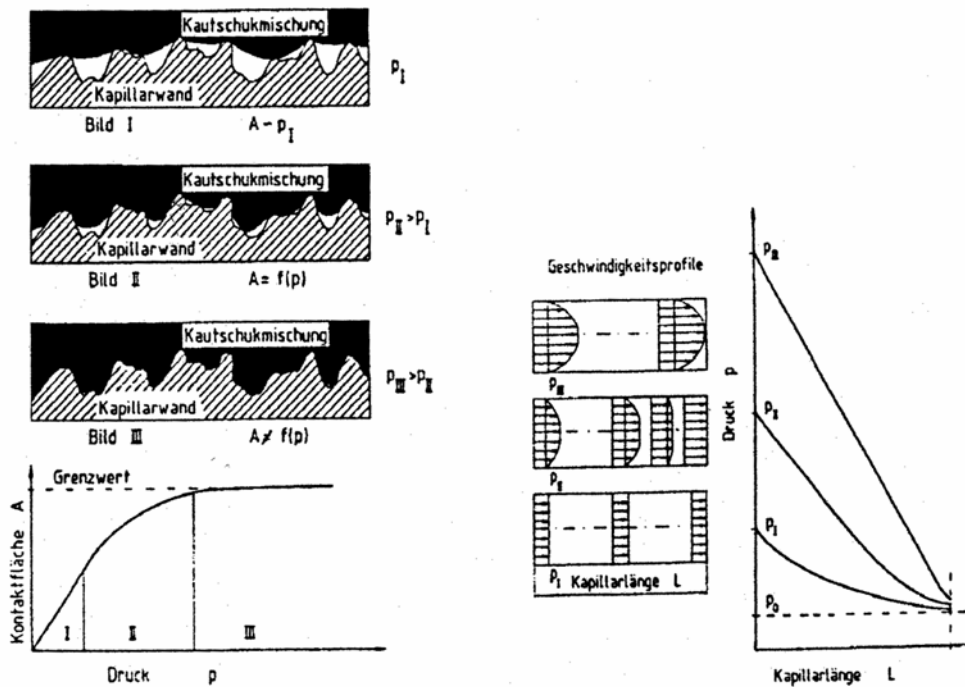 Kautschukmischung
Kapillarwand
p_I
Bild I
A ~ p_I
Kautschukmischung
Kapillarwand
p_II > p_I
Bild II
A = f(p)
Kautschukmischung
Kapillarwand
p_III > p_II
Bild III
A ≠ f(p)
Grenzwert
Kontaktfläche A
I
II
III
Druck p
Geschwindigkeitsprofile
p_III
p_II
p_I
Kapillarlänge L
Druck p
p_II
p_I
p_0
Kapillarlänge L